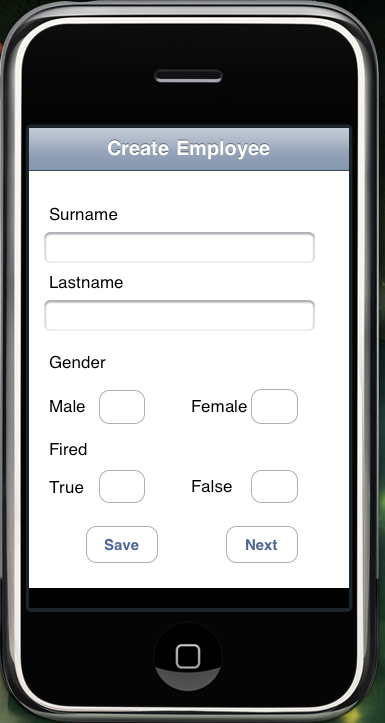 Create Employee
Surname
Lastname
Gender
Male Female
Fired
True False
Save Next